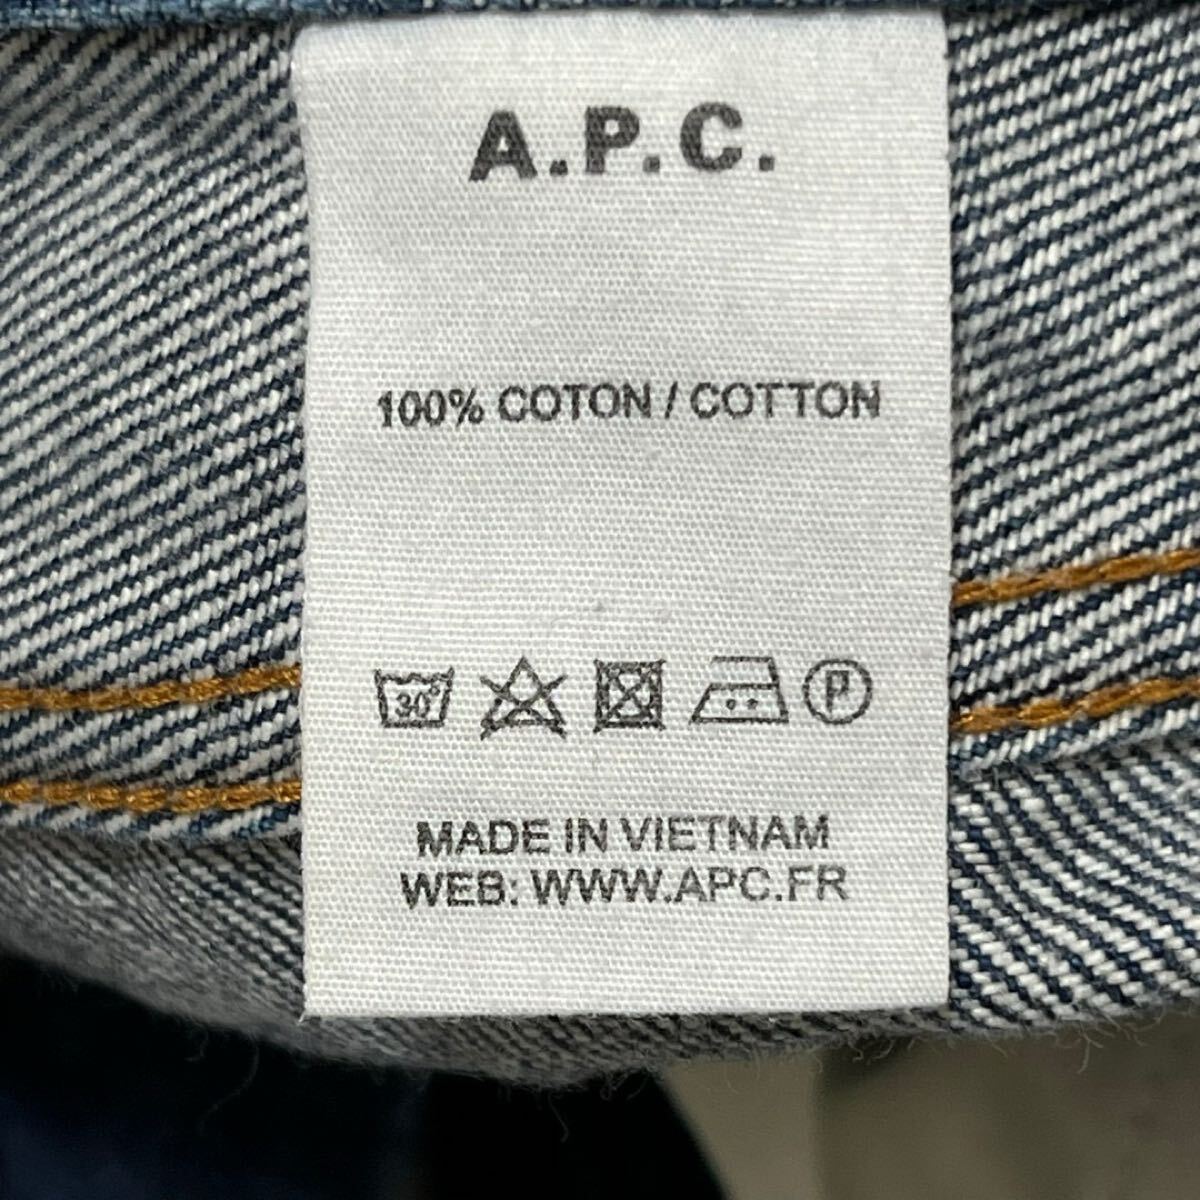 A.P.C.
100% COTON / COTTON
30° P
MADE IN VIETNAM
WEB: WWW.APC.FR